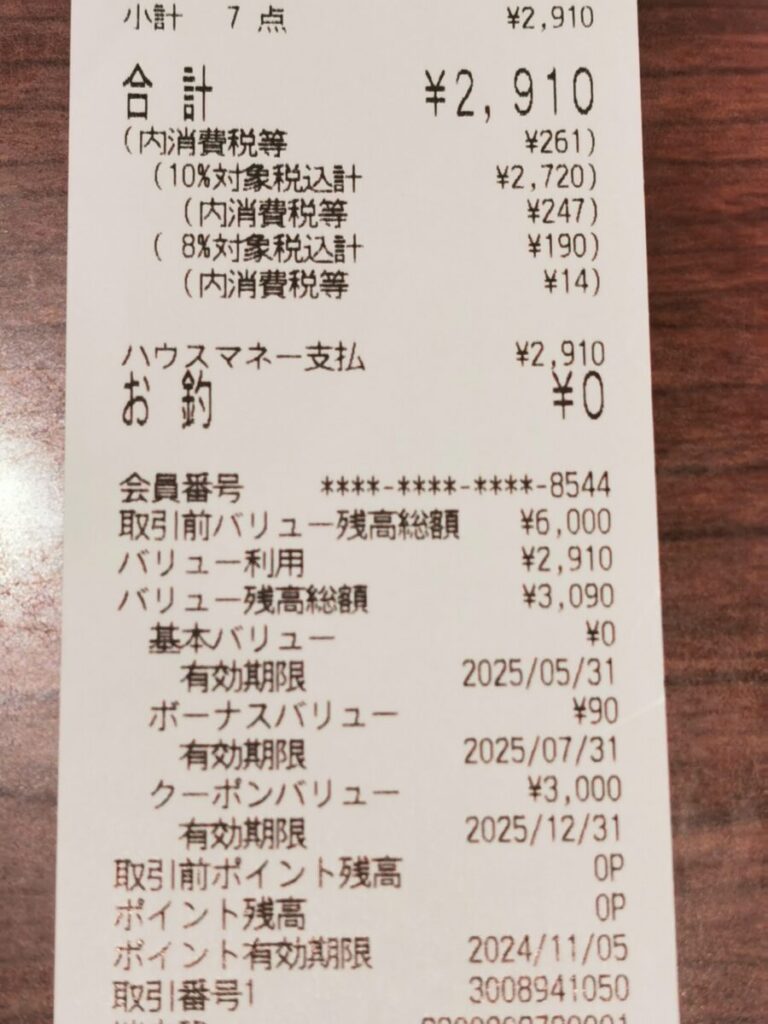 小計 7 点 ¥2,910
合 計 ¥2,910
(内消費税等 ¥261)
(10%対象税込計 ¥2,720)
(内消費税等 ¥247)
( 8%対象税込計 ¥190)
(内消費税等 ¥14)
ハウスマネー支払 ¥2,910
お 釣 ¥0
会員番号 ****-****-****-8544
取引前バリュー残高総額 ¥6,000
バリュー利用 ¥2,910
バリュー残高総額 ¥3,090
基本バリュー ¥0
有効期限 2025/05/31
ボーナスバリュー ¥90
有効期限 2025/07/31
クーポンバリュー ¥3,000
有効期限 2025/12/31
取引前ポイント残高 0P
ポイント残高 0P
ポイント有効期限 2024/11/05
取引番号1 3008941050